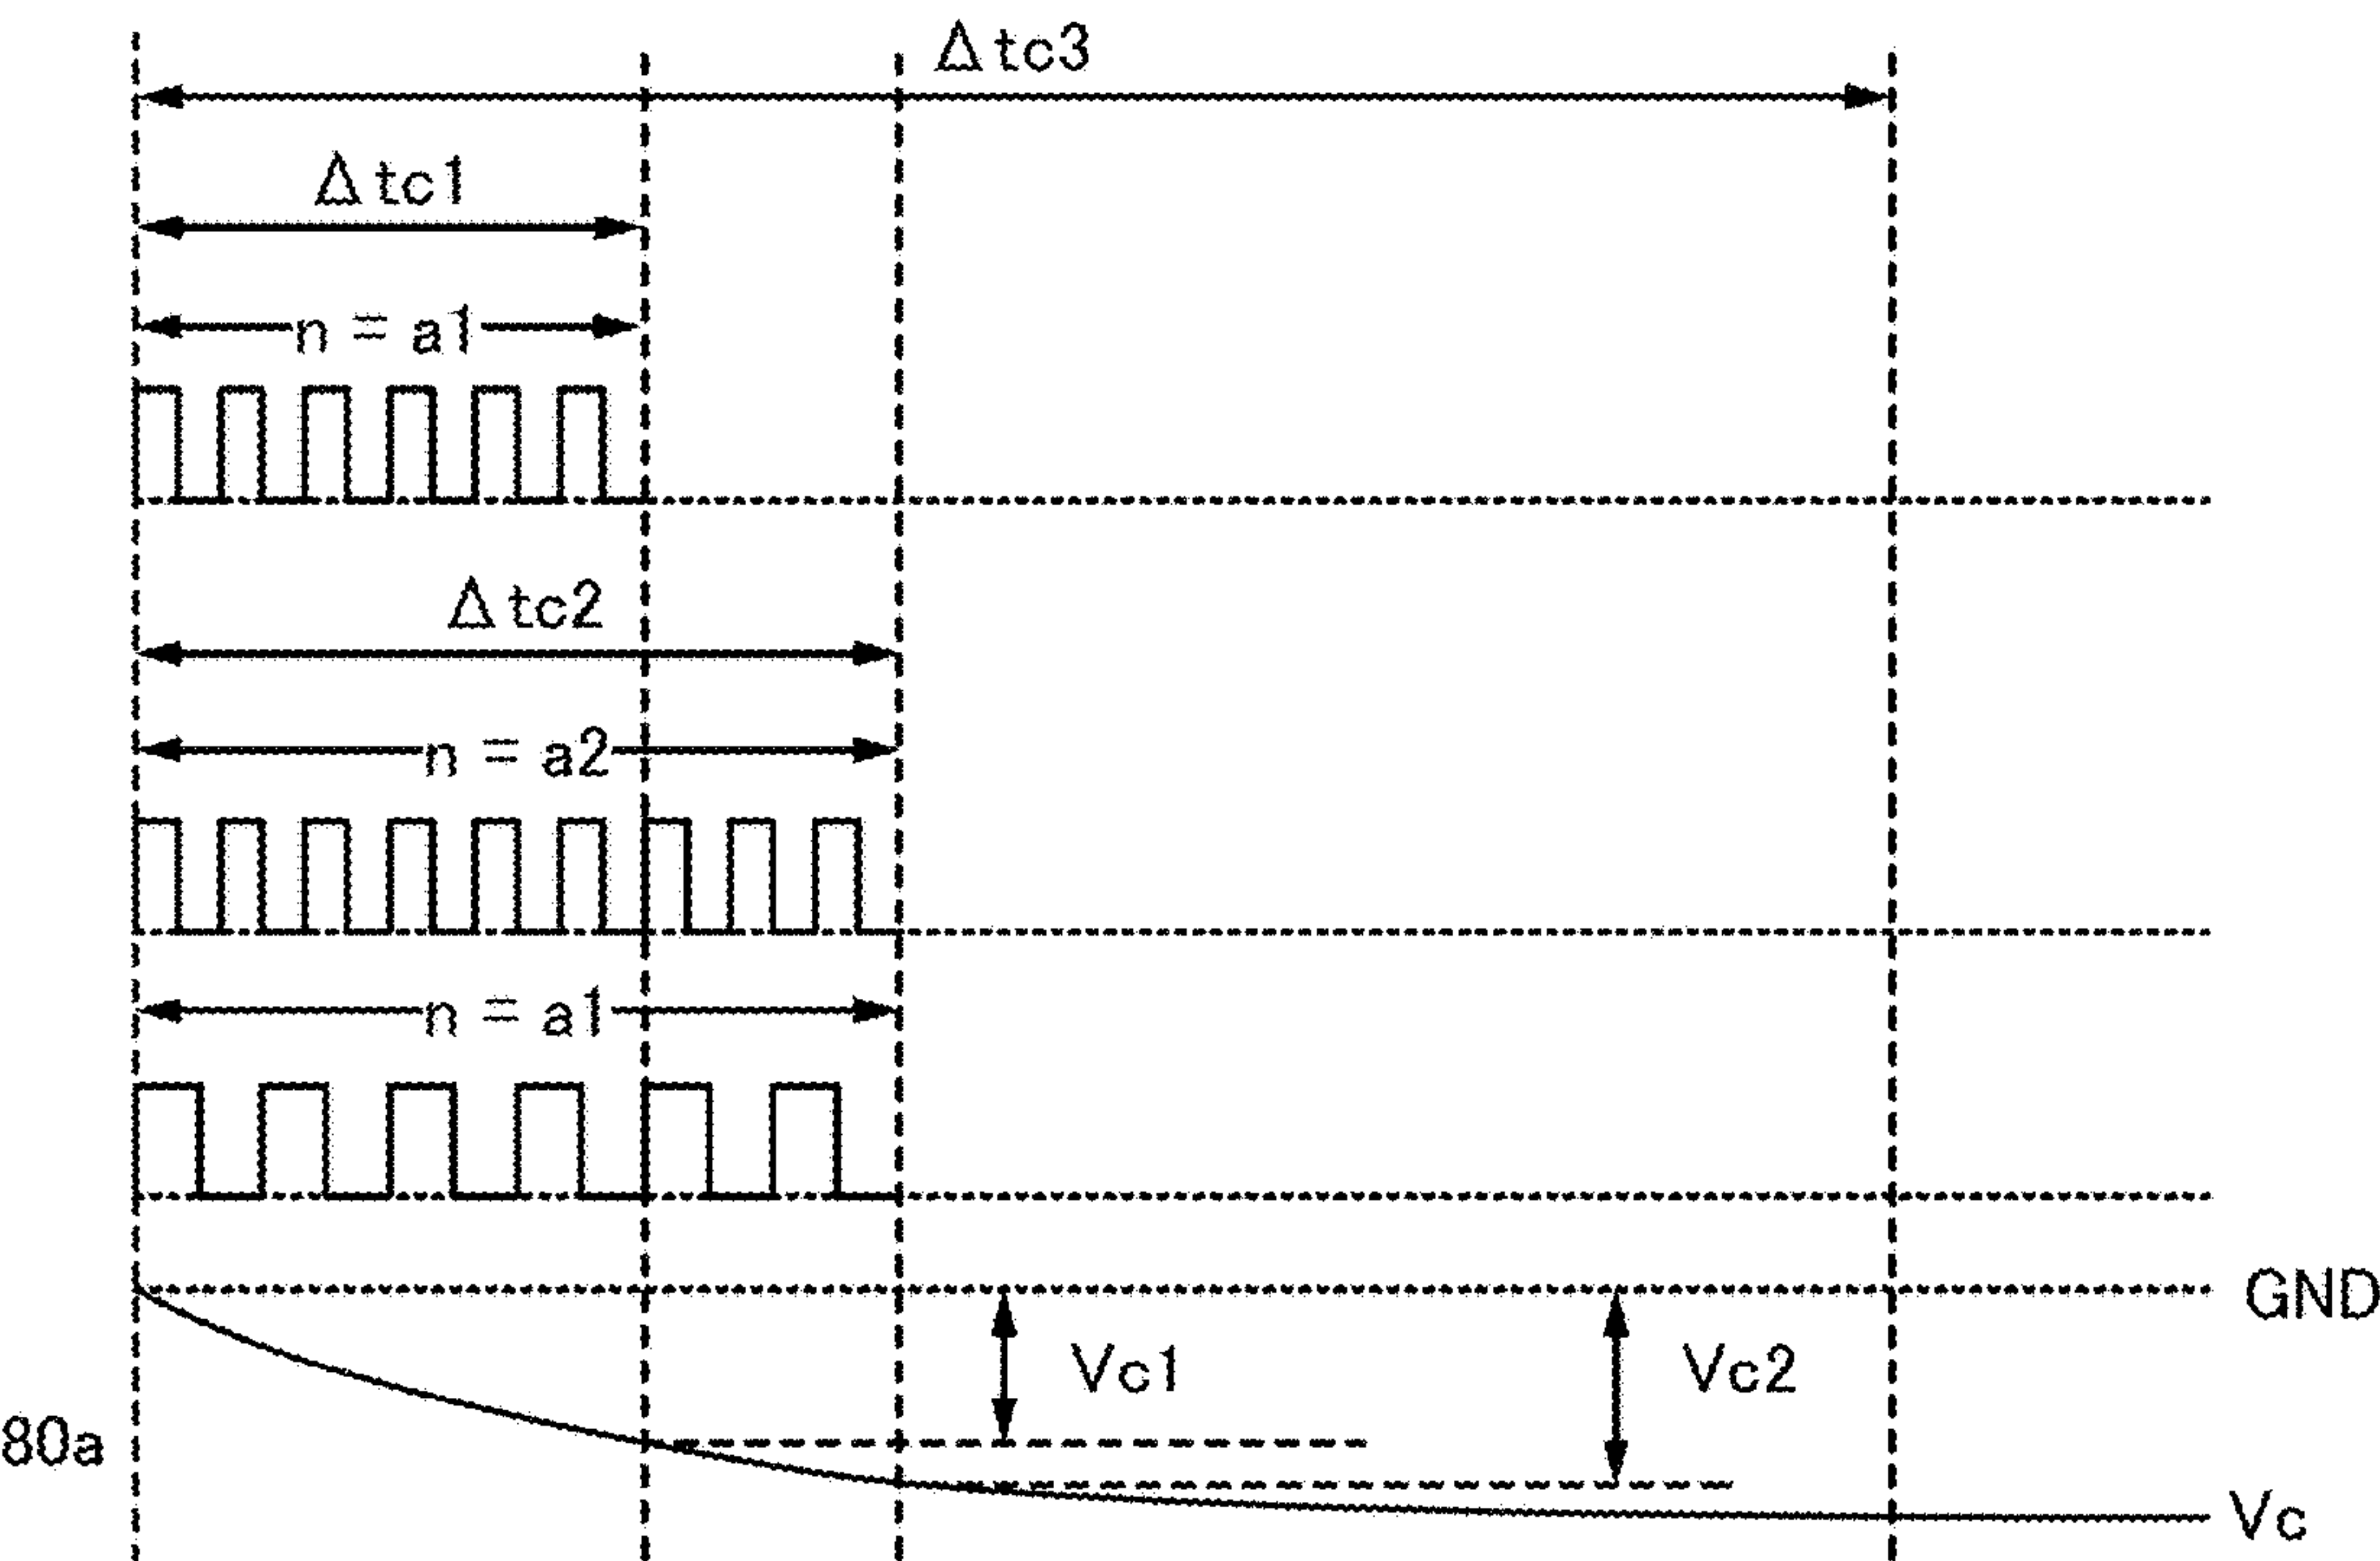 Δtc3
Δtc1
n = a1
Δtc2
n = a2
n = a1
GND
Vc1
Vc2
80a
Vc